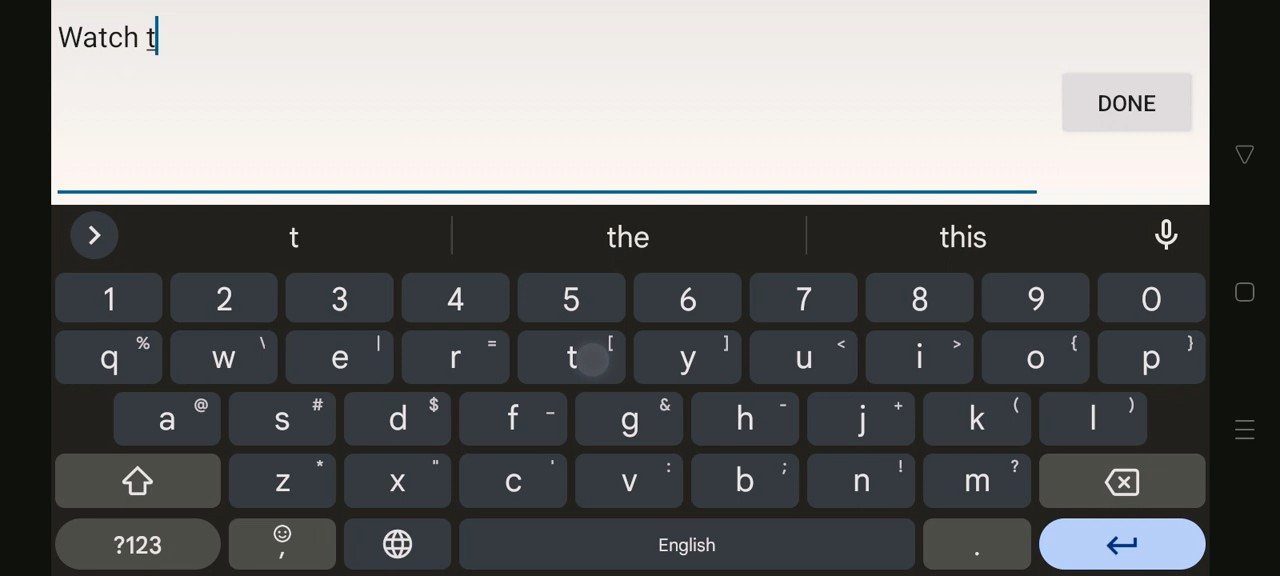 Watch t
DONE
t the this
1 2 3 4 5 6 7 8 9 0
q % w \ e | r = t [ y ] u < i > o { p }
a @ s # d $ f _ g & h - j + k ( l )
z * x " c ' v : b ; n ! m ?
?123 , English .